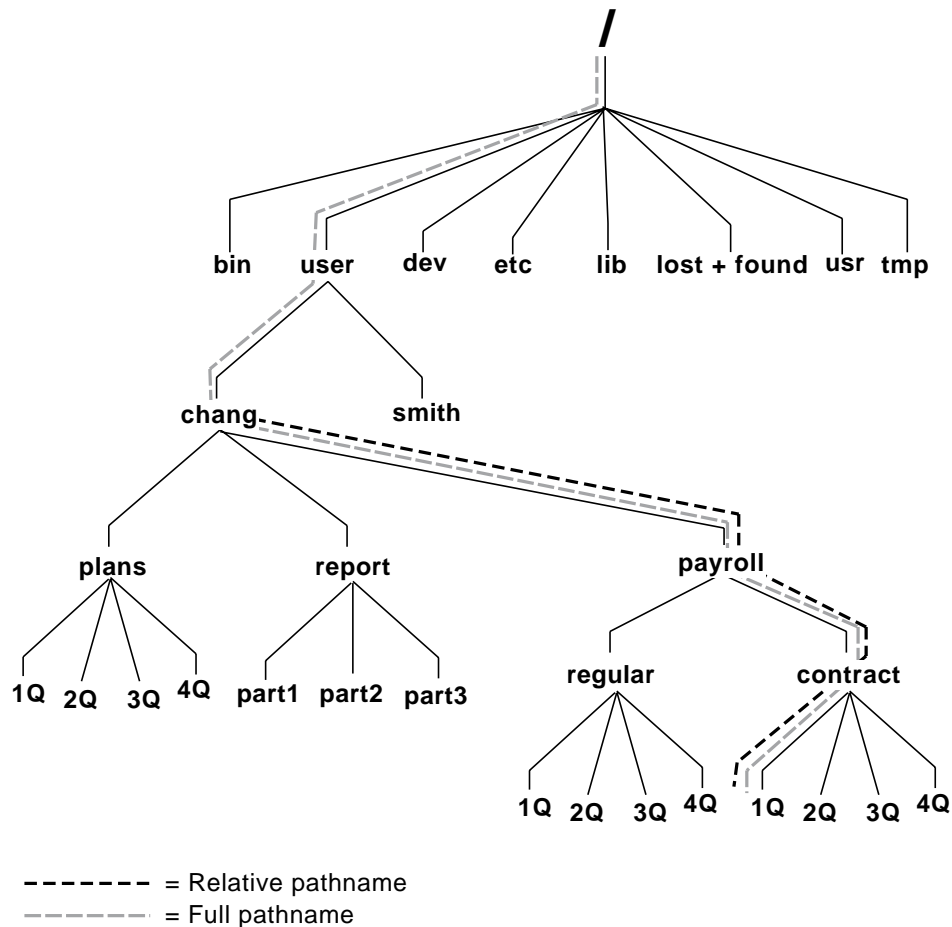 /
bin user dev etc lib lost + found usr tmp
chang smith
plans report payroll
regular contract
1Q 2Q 3Q 4Q part1 part2 part3
1Q 2Q 3Q 4Q 1Q 2Q 3Q 4Q
= Relative pathname
= Full pathname